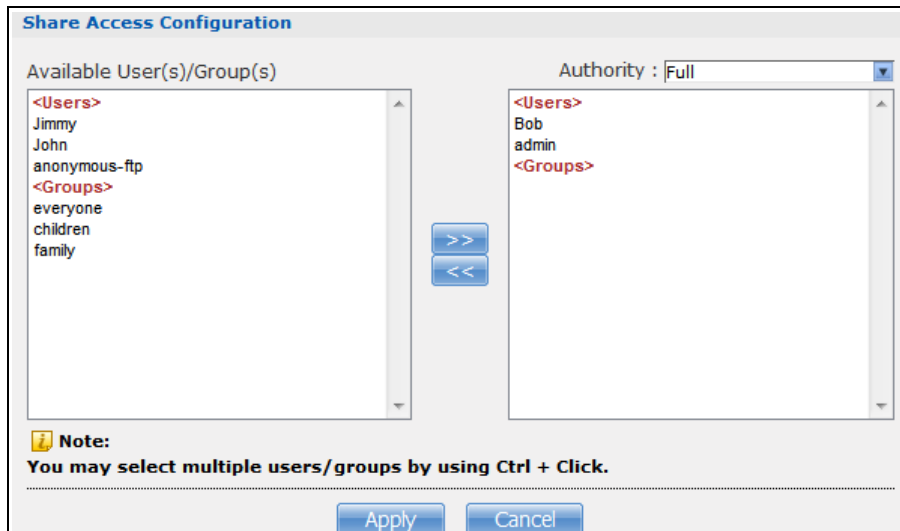 Share Access Configuration
Available User(s)/Group(s)
Authority : Full
<Users>
Jimmy
John
anonymous-ftp
<Groups>
everyone
children
family
>>
<<
<Users>
Bob
admin
<Groups>
Note:
You may select multiple users/groups by using Ctrl + Click.
Apply
Cancel